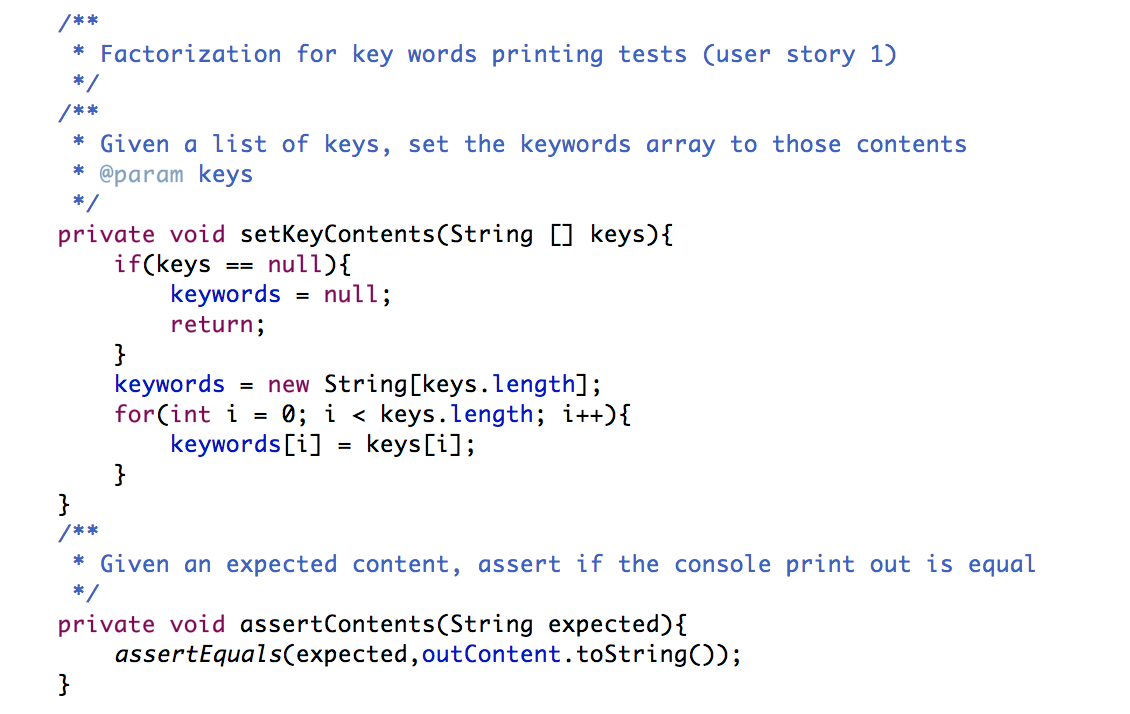 /**
 * Factorization for key words printing tests (user story 1)
 */
/**
 * Given a list of keys, set the keywords array to those contents
 * @param keys
 */
private void setKeyContents(String [] keys){
    if(keys == null){
        keywords = null;
        return;
    }
    keywords = new String[keys.length];
    for(int i = 0; i < keys.length; i++){
        keywords[i] = keys[i];
    }
}
/**
 * Given an expected content, assert if the console print out is equal
 */
private void assertContents(String expected){
    assertEquals(expected,outContent.toString());
}